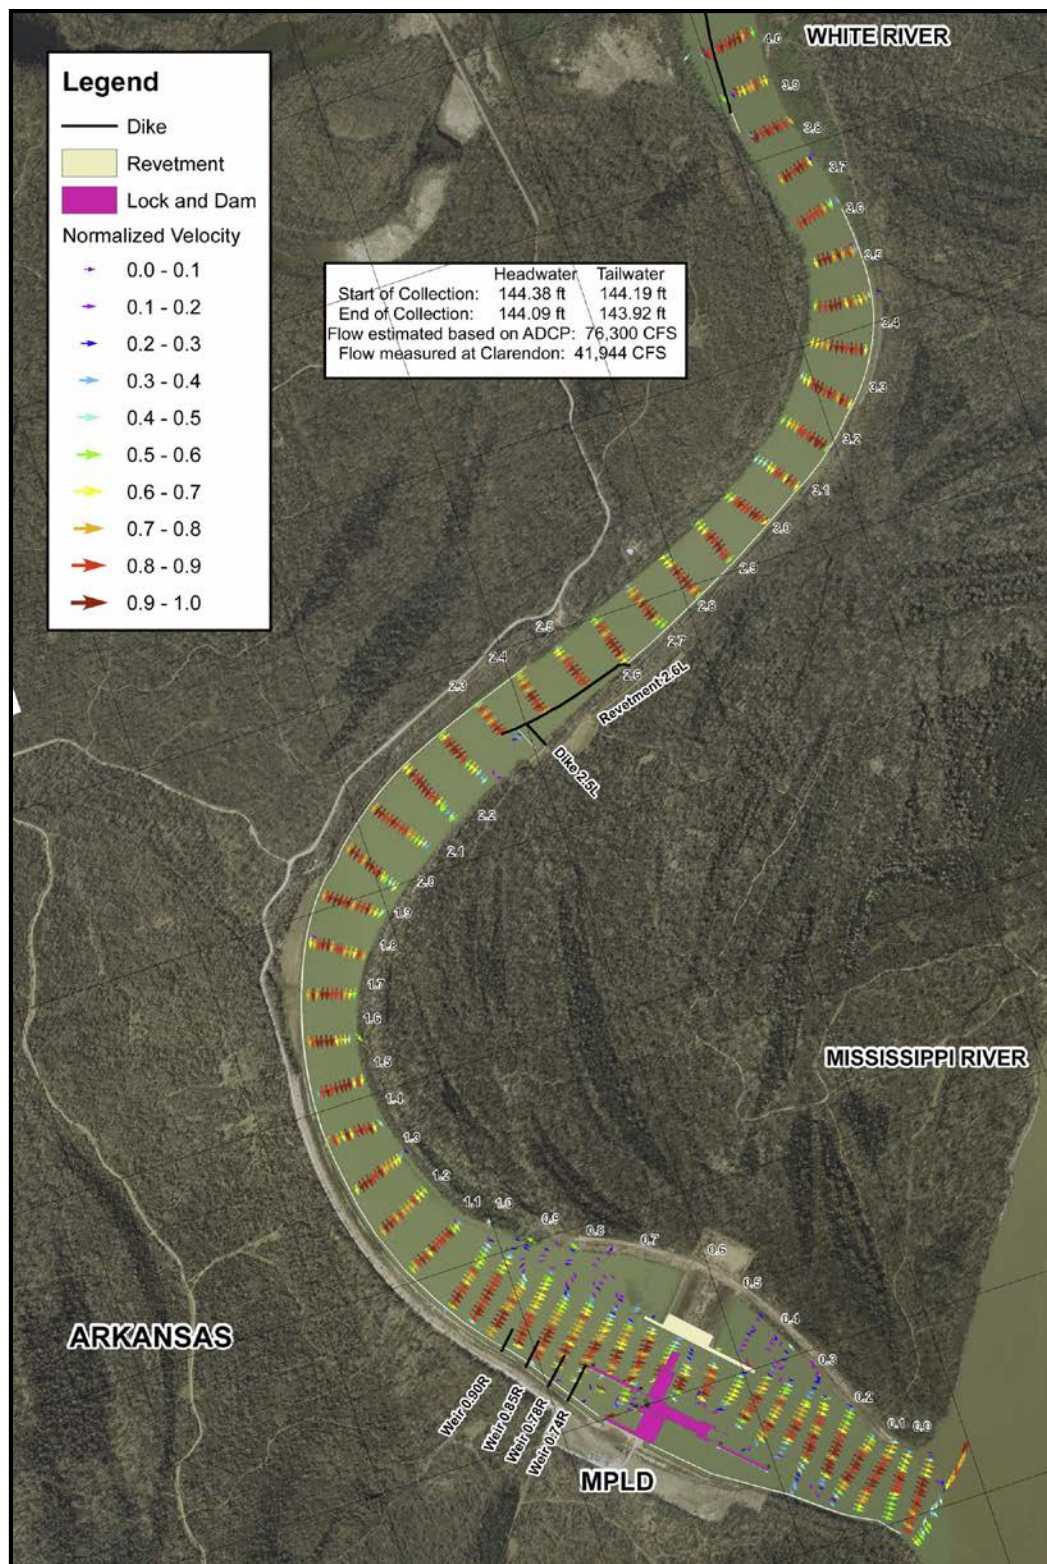 WHITE RIVER
Legend
Dike
Revetment
Lock and Dam
Normalized Velocity
0.0 - 0.1
0.1 - 0.2
0.2 - 0.3
0.3 - 0.4
0.4 - 0.5
0.5 - 0.6
0.6 - 0.7
0.7 - 0.8
0.8 - 0.9
0.9 - 1.0
Headwater Tailwater
Start of Collection: 144.38 ft 144.19 ft
End of Collection: 144.09 ft 143.92 ft
Flow estimated based on ADCP: 76,300 CFS
Flow measured at Clarendon: 41,944 CFS
4.0
3.9
3.8
3.7
3.6
3.5
3.4
3.3
3.2
3.1
3.0
2.9
2.8
2.7
2.6
2.5
2.4
2.3
Revetment 2.6L
Dike 2.5L
2.2
2.1
2.0
1.9
1.8
1.7
1.6
1.5
1.4
1.3
1.2
1.1
1.0
0.9
0.8
0.7
0.6
0.5
0.4
0.3
0.2
0.1
0.0
MISSISSIPPI RIVER
ARKANSAS
Weir 0.90R
Weir 0.85R
Weir 0.78R
Weir 0.74R
MPLD